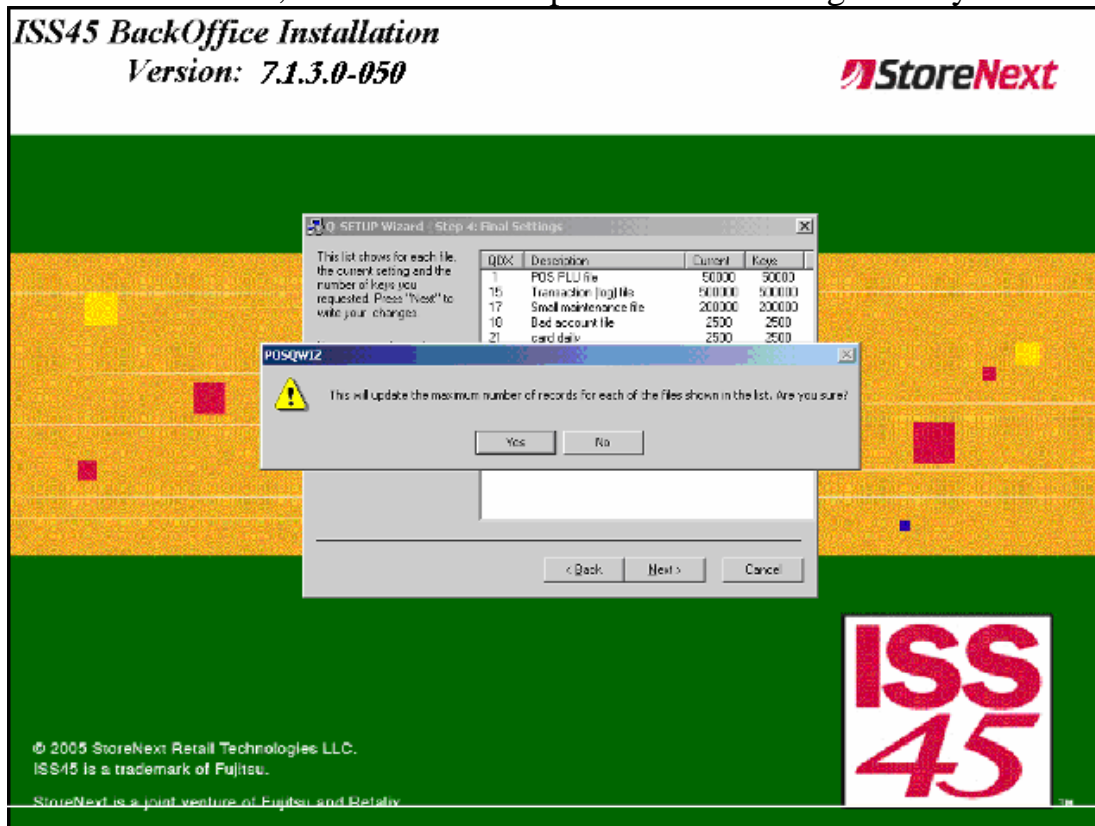 ISS45 BackOffice Installation
Version: 7.1.3.0-050
StoreNext
Q-SETUP Wizard - Step 4: Final Settings
This list shows for each file,
the current setting and the
number of keys you
requested. Press "Next" to
write your changes
QDX Description Current Keys
1 POS PLU file 50000 50000
15 Transaction (log) file 500000 500000
17 Small maintenance file 200000 200000
18 Bad account file 2500 2500
21 card daily 2500 2500
POSQWIZ
This will update the maximum number of records for each of the files shown in the list. Are you sure?
Yes No
< Back Next > Cancel
ISS
45
TM
© 2005 StoreNext Retail Technologies LLC.
ISS45 is a trademark of Fujitsu.
StoreNext is a joint venture of Fujitsu and Retalix